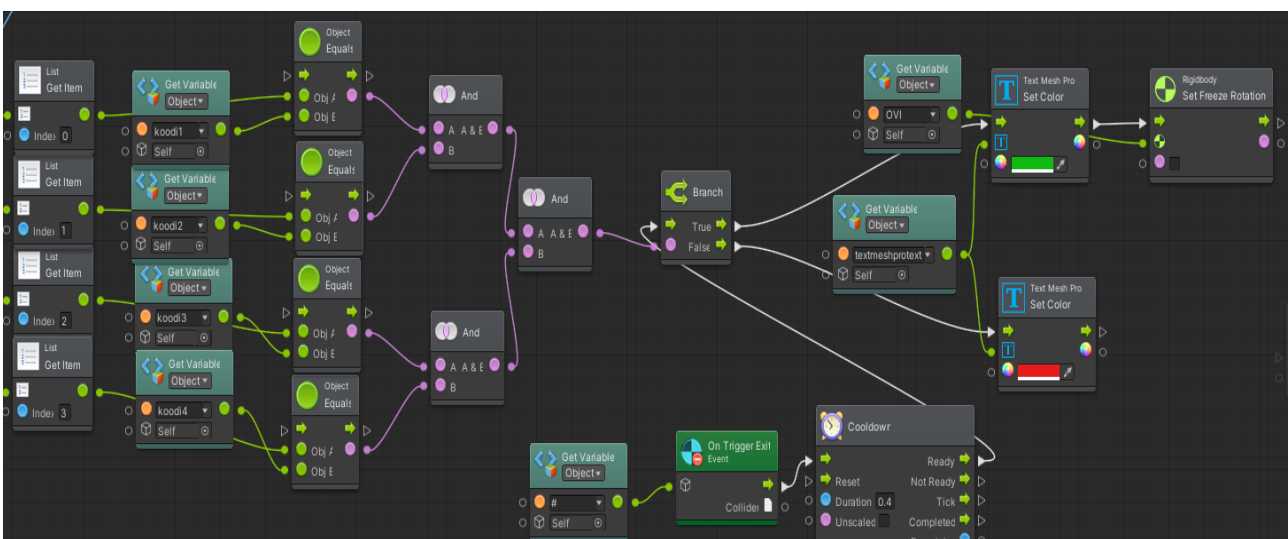 List
Get Item
Index 0
Get Variable
Object
koodi1
Self
Object
Equals
Obj A
Obj B
And
A A & B
B
List
Get Item
Index 1
Get Variable
Object
koodi2
Self
Object
Equals
Obj A
Obj B
And
A A & B
B
Branch
True
False
Get Variable
Object
OVI
Self
Text Mesh Pro
Set Color
Rigidbody
Set Freeze Rotation
Get Variable
Object
textmeshprotext
Self
Text Mesh Pro
Set Color
List
Get Item
Index 2
Get Variable
Object
koodi3
Self
Object
Equals
Obj A
Obj B
And
A A & B
B
List
Get Item
Index 3
Get Variable
Object
koodi4
Self
Object
Equals
Obj A
Obj B
Get Variable
Object
#
Self
On Trigger Exit
Event
Collider
Cooldown
Ready
Reset
Not Ready
Duration 0.4
Tick
Unscaled
Completed